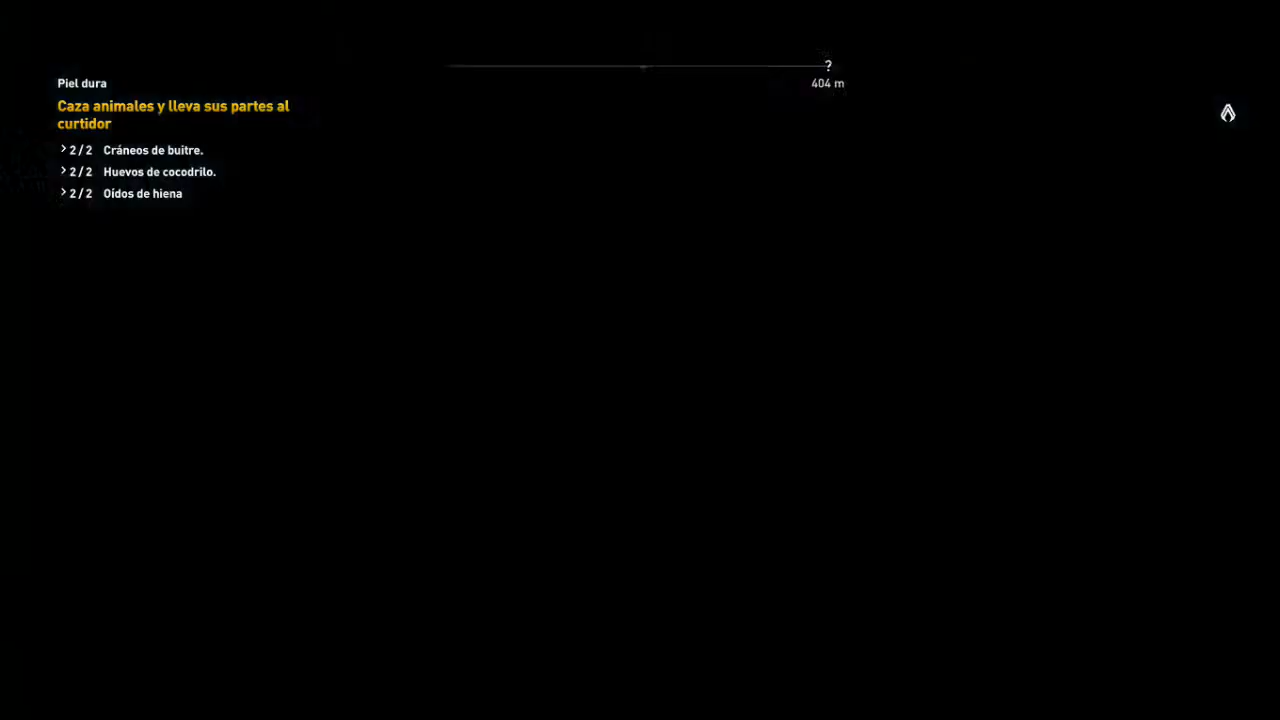 ?
404 m
Piel dura
Caza animales y lleva sus partes al
curtidor
> 2 / 2 Cráneos de buitre.
> 2 / 2 Huevos de cocodrilo.
> 2 / 2 Oídos de hiena